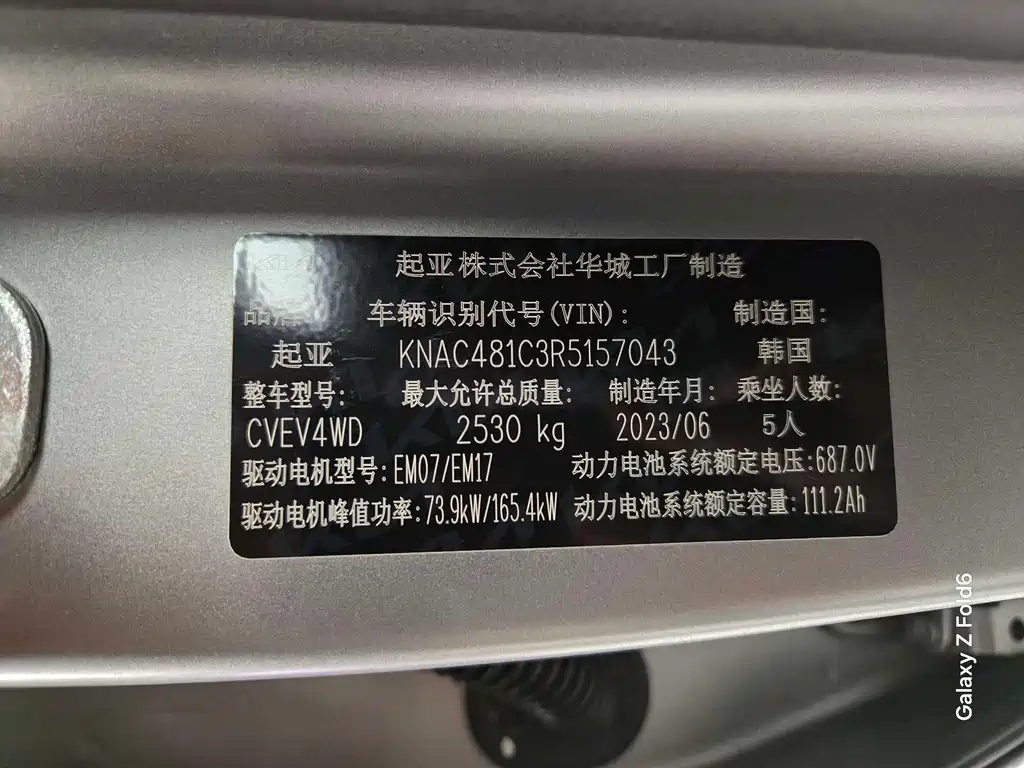 起亚株式会社华城工厂制造
品牌: 车辆识别代号(VIN): 制造国:
起亚 KNAC481C3R5157043 韩国
整车型号: 最大允许总质量: 制造年月: 乘坐人数:
CVEV4WD 2530 kg 2023/06 5人
驱动电机型号:EM07/EM17 动力电池系统额定电压:687.0V
驱动电机峰值功率:73.9kW/165.4kW 动力电池系统额定容量:111.2Ah
Galaxy Z Fold6